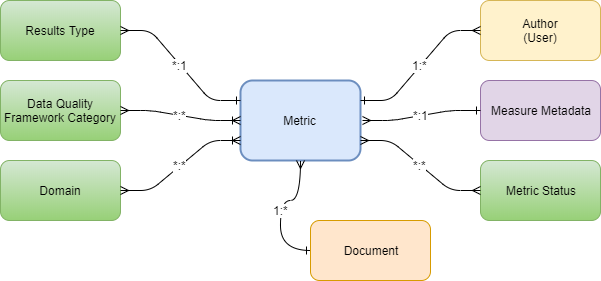 Results Type
*:1
Data Quality
Framework Category
*:*
Domain
*:*
Metric
Author
(User)
1:*
Measure Metadata
*:1
Metric Status
*:*
1:*
Document